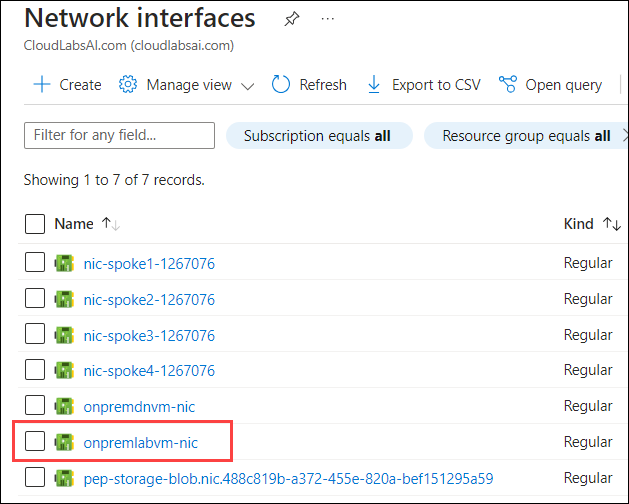 Network interfaces
CloudLabsAI.com (cloudlabsai.com)
Create Manage view Refresh Export to CSV Open query
Filter for any field... Subscription equals all Resource group equals all
Showing 1 to 7 of 7 records.
Name Kind
nic-spoke1-1267076 Regular
nic-spoke2-1267076 Regular
nic-spoke3-1267076 Regular
nic-spoke4-1267076 Regular
onpremdnvm-nic Regular
onpremlabvm-nic Regular
pep-storage-blob.nic.488c819b-a372-455e-820a-bef151295a59 Regular